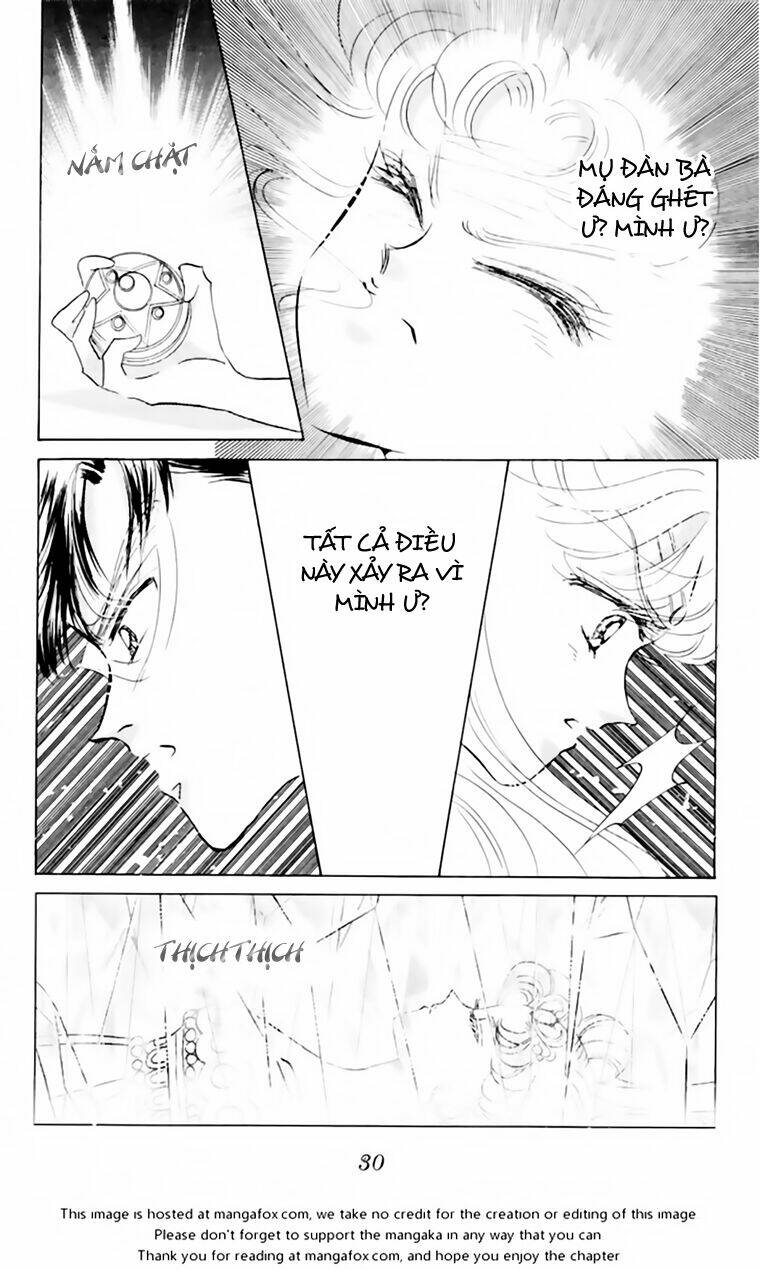 NẮM CHẶT
MỤ ĐÀN BÀ
ĐÁNG GHÉT
Ư? MÌNH Ư?
TẤT CẢ ĐIỀU
NÀY XẢY RA VÌ
MÌNH Ư?
THỊCH THỊCH
30
This image is hosted at mangafox.com, we take no credit for the creation or editing of this image
Please don't forget to support the mangaka in any way that you can
Thank you for reading at mangafox.com, and hope you enjoy the chapter